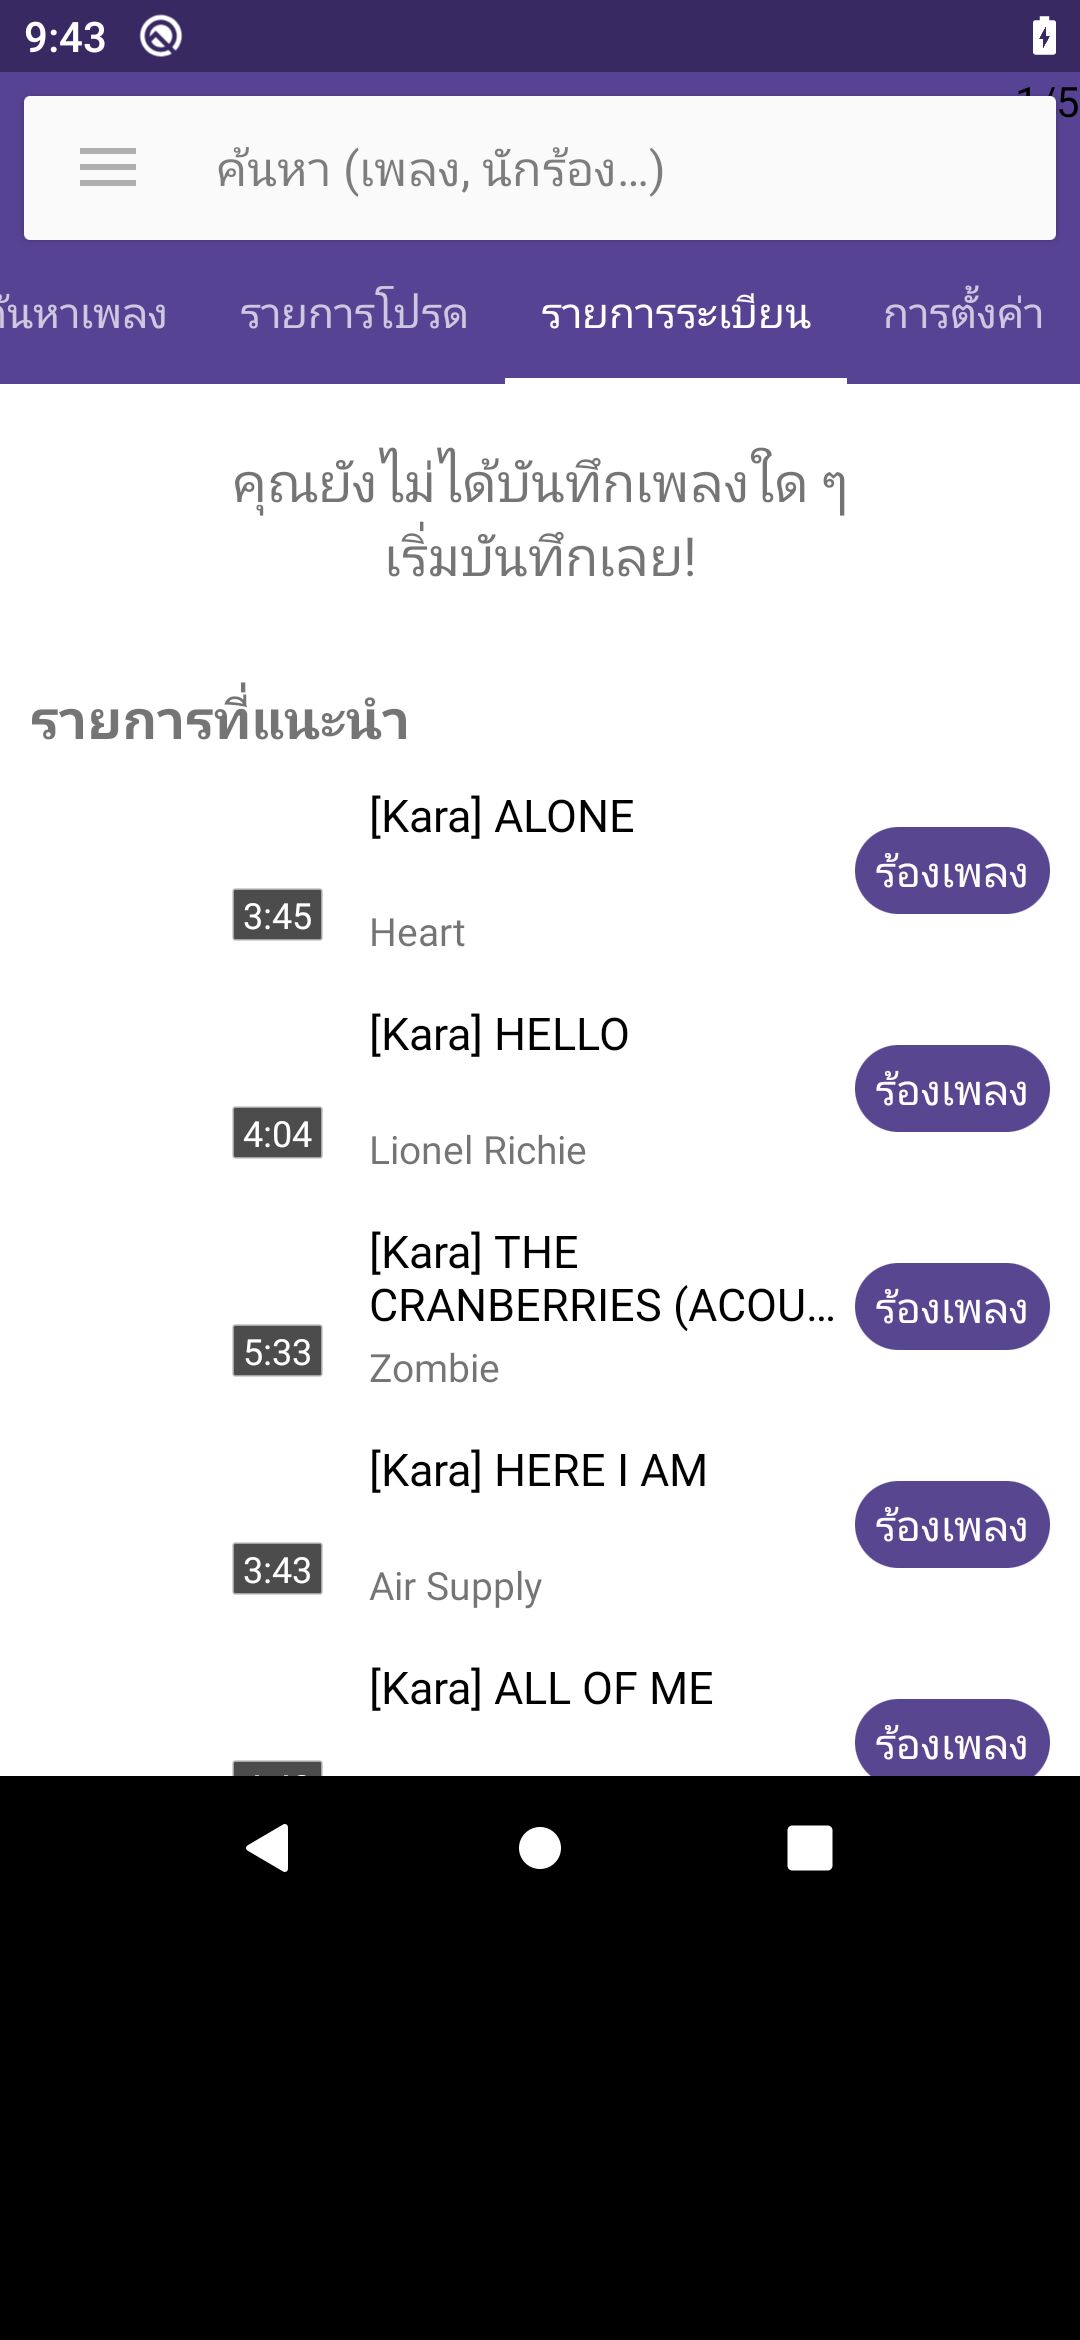 9:43
1/5
ค้นหา (เพลง, นักร้อง...)
ค้นหาเพลง
รายการโปรด
รายการระเบียน
การตั้งค่า
คุณยังไม่ได้บันทึกเพลงใด ๆ
เริ่มบันทึกเลย!
รายการที่แนะนำ
[Kara] ALONE
ร้องเพลง
3:45
Heart
[Kara] HELLO
ร้องเพลง
4:04
Lionel Richie
[Kara] THE
CRANBERRIES (ACOU...
ร้องเพลง
5:33
Zombie
[Kara] HERE I AM
ร้องเพลง
3:43
Air Supply
[Kara] ALL OF ME
ร้องเพลง